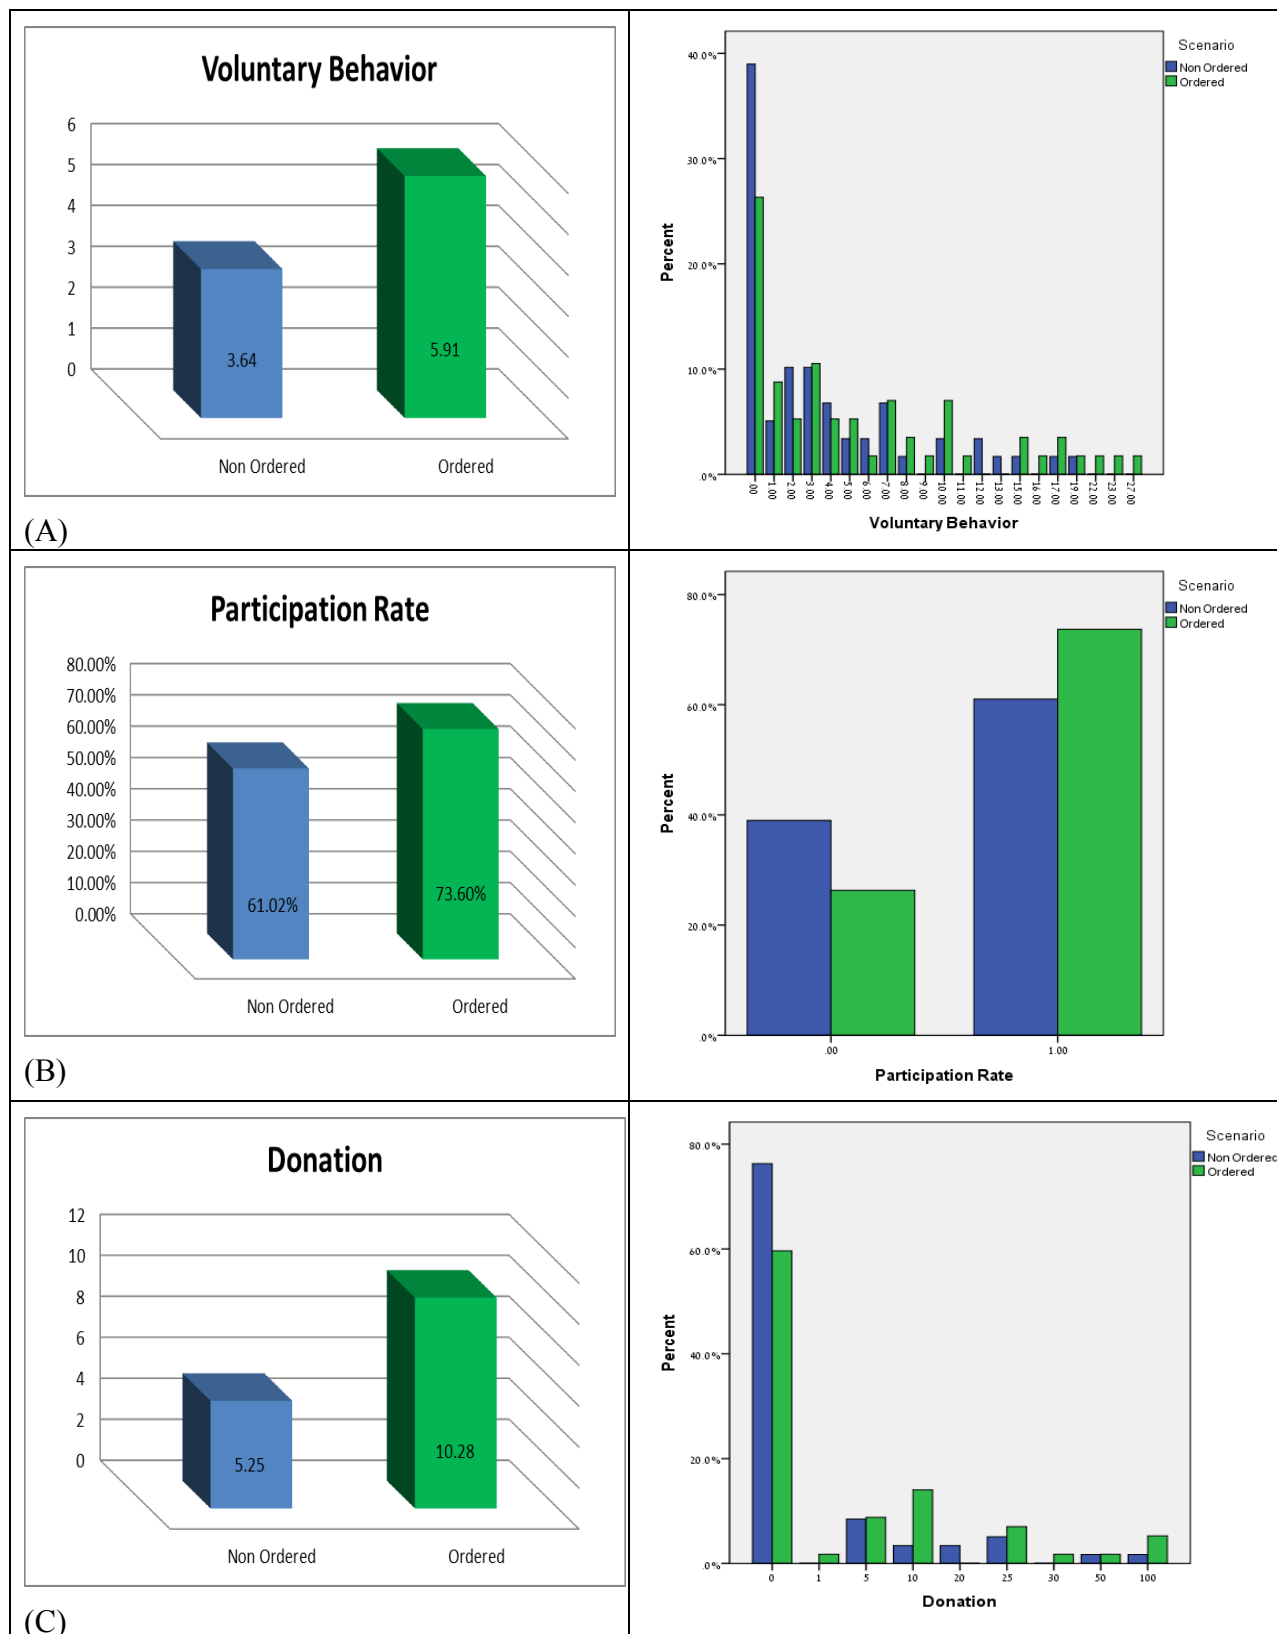 Voluntary Behavior
6
5
4
3
2
1
0
3.64
5.91
Non Ordered Ordered
(A)
Scenario
Non Ordered
Ordered
Percent
40.0%
30.0%
20.0%
10.0%
.0%
.00 1.00 2.00 3.00 4.00 5.00 6.00 7.00 8.00 9.00 10.00 11.00 12.00 13.00 15.00 16.00 17.00 19.00 22.00 23.00 27.00
Voluntary Behavior
Participation Rate
80.00%
70.00%
60.00%
50.00%
40.00%
30.00%
20.00%
10.00%
0.00%
61.02%
73.60%
Non Ordered Ordered
(B)
Scenario
Non Ordered
Ordered
Percent
80.0%
60.0%
40.0%
20.0%
.0%
.00 1.00
Participation Rate
Donation
12
10
8
6
4
2
0
5.25
10.28
Non Ordered Ordered
(C)
Scenario
Non Ordered
Ordered
Percent
80.0%
60.0%
40.0%
20.0%
.0%
0 1 5 10 20 25 30 50 100
Donation